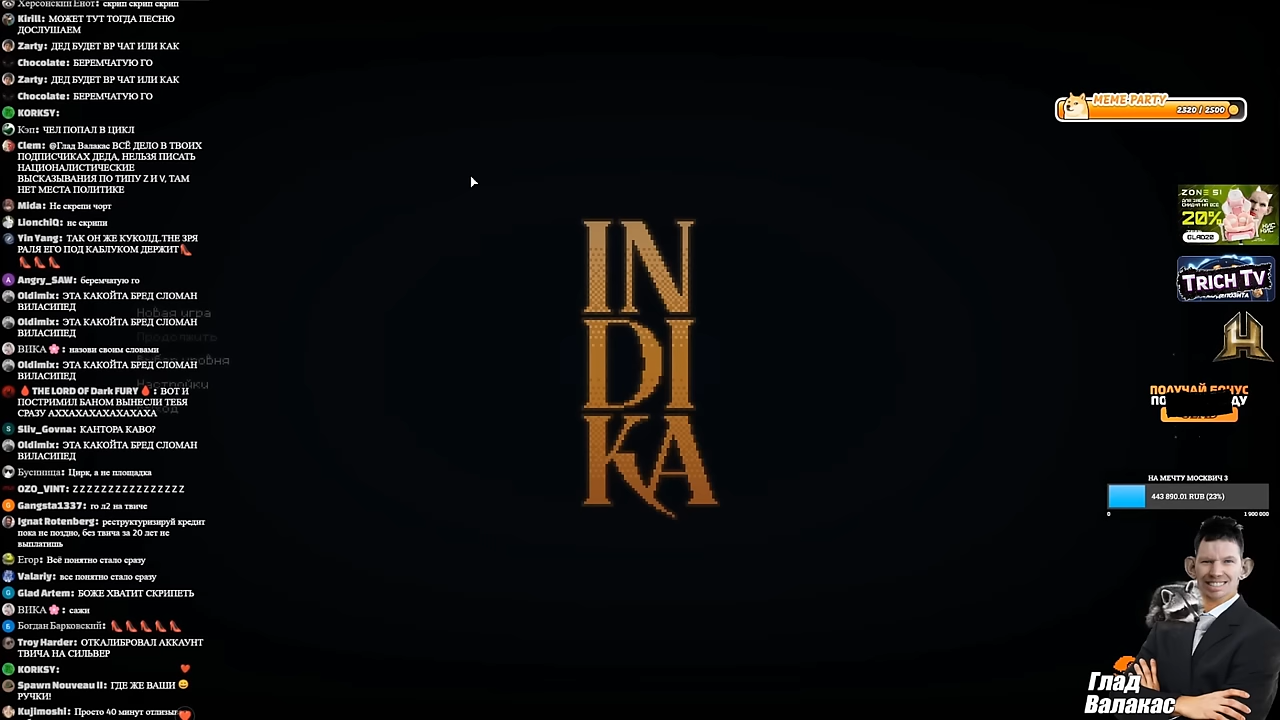 Херсонский Енот: скрип скрип скрип
Kirill: МОЖЕТ ТУТ ТОГДА ПЕСНЮ
ДОСЛУШАЕМ
Zarty: ДЕД БУДЕТ ВР ЧАТ ИЛИ КАК
Chocolate: БЕРЕМЧАТУЮ ГО
Zarty: ДЕД БУДЕТ ВР ЧАТ ИЛИ КАК
Chocolate: БЕРЕМЧАТУЮ ГО
KORKSY:
Кэп: ЧЕЛ ПОПАЛ В ЦИКЛ
Clem: @Глад Валакас ВСЁ ДЕЛО В ТВОИХ
ПОДПИСЧИКАХ ДЕДА, НЕЛЬЗЯ ПИСАТЬ
НАЦИОНАЛИСТИЧЕСКИЕ
ВЫСКАЗЫВАНИЯ ПО ТИПУ Z И V, ТАМ
НЕТ МЕСТА ПОЛИТИКЕ
Mida: Не скрепи чорт
LionchiQ: не скрипи
Yin Yang: ТАК ОН ЖЕ КУКОЛД..ТНЕ ЗРЯ
РАЛЯ ЕГО ПОД КАБЛУКОМ ДЕРЖИТ👠
👠👠👠
Angry_SAW: беремчатую го
Oldimix: ЭТА КАКОЙТА БРЕД СЛОМАН
ВИЛАСИПЕД
Oldimix: ЭТА КАКОЙТА БРЕД СЛОМАН
ВИЛАСИПЕД
ВИКА 🌸: назови своим словами
Oldimix: ЭТА КАКОЙТА БРЕД СЛОМАН
ВИЛАСИПЕД
🩸THE LORD OF Dark FURY🩸: ВОТ И
ПОСТРИМИЛ БАНОМ ВЫНЕСЛИ ТЕБЯ
СРАЗУ АХХАХАХАХАХАХАХА
Sliv_Govna: КАНТОРА КАВО?
Oldimix: ЭТА КАКОЙТА БРЕД СЛОМАН
ВИЛАСИПЕД
Бусиница: Цирк, а не площадка
OZO_VINT: Z Z Z Z Z Z Z Z Z Z Z Z Z Z Z Z
Gangsta1337: го л2 на твиче
Ignat Rotenberg: реструктуризируй кредит
пока не поздно, без твича за 20 лет не
выплатишь
Егор: Всё понятно стало сразу
Valariy: все понятно стало сразу
Glad Artem: БОЖЕ ХВАТИТ СКРИПЕТЬ
ВИКА 🌸: сажи
Богдан Барковский: 👠👠👠👠👠
Troy Harder: ОТКАЛИБРОВАЛ АККАУНТ
ТВИЧА НА СИЛЬВЕР
KORKSY: ❤️
Spawn Nouveau II: ГДЕ ЖЕ ВАШИ 😀
РУЧКИ!
Kujimoshi: Просто 40 минут отлизы
Новая игра
Продолжить
Настройки
IN
DI
KA
MEME PARTY
2320 / 2500
ZONE 51
20%
GLAD20
TRICH TV
ПОЛУЧАЙ БОНУС
НА МЕЧТУ МОСКВИЧ 3
443 890.01 RUB (23%)
0 1 900 000
Глад
Валакас